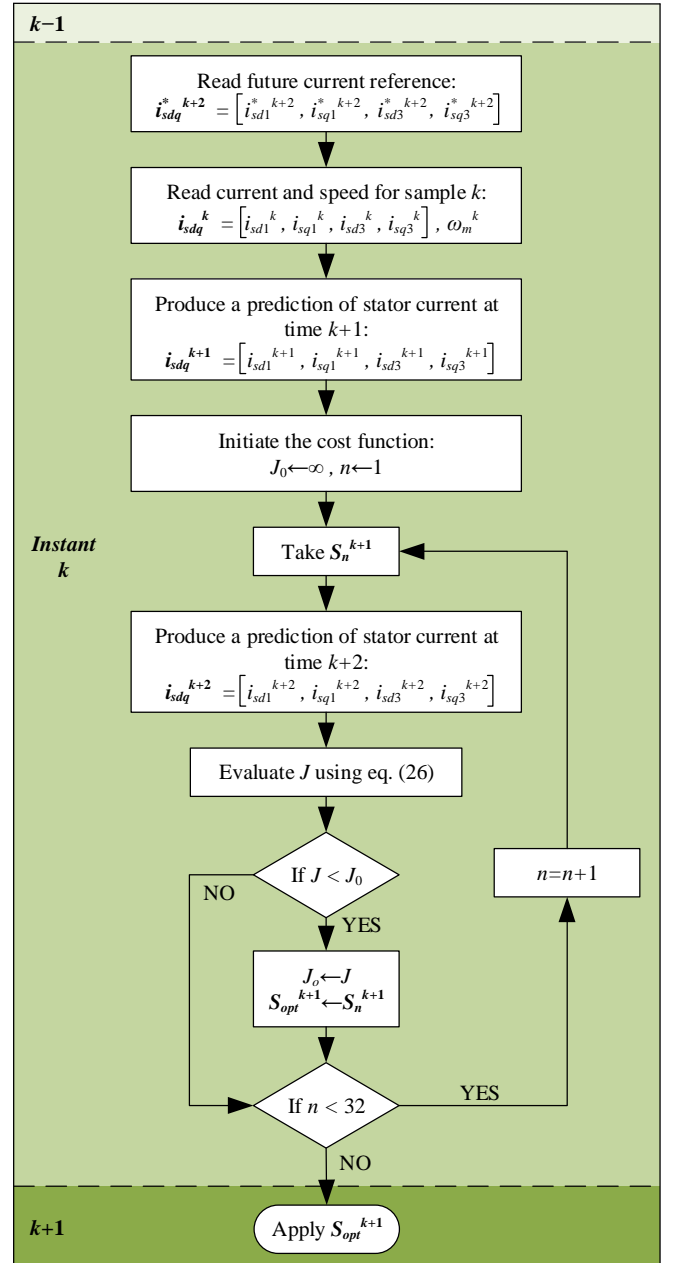 k−1
Read future current reference:
i*sdq^k+2 = [i*sd1^k+2 , i*sq1^k+2 , i*sd3^k+2 , i*sq3^k+2]
Read current and speed for sample k:
isdq^k = [isd1^k , isq1^k , isd3^k , isq3^k] , ωm^k
Produce a prediction of stator current at
time k+1:
isdq^k+1 = [isd1^k+1 , isq1^k+1 , isd3^k+1 , isq3^k+1]
Initiate the cost function:
J0←∞ , n←1
Instant
k
Take Sn^k+1
Produce a prediction of stator current at
time k+2:
isdq^k+2 = [isd1^k+2 , isq1^k+2 , isd3^k+2 , isq3^k+2]
Evaluate J using eq. (26)
If J < J0
n=n+1
NO
YES
Jo←J
Sopt^k+1←Sn^k+1
If n < 32
YES
NO
k+1
Apply Sopt^k+1